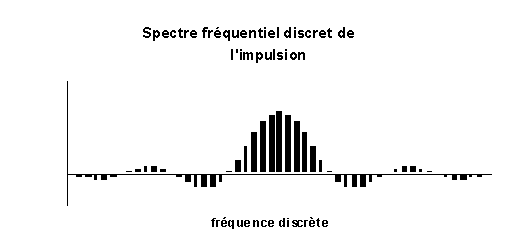 Spectre fréquentiel discret de
l'impulsion
fréquence discrète